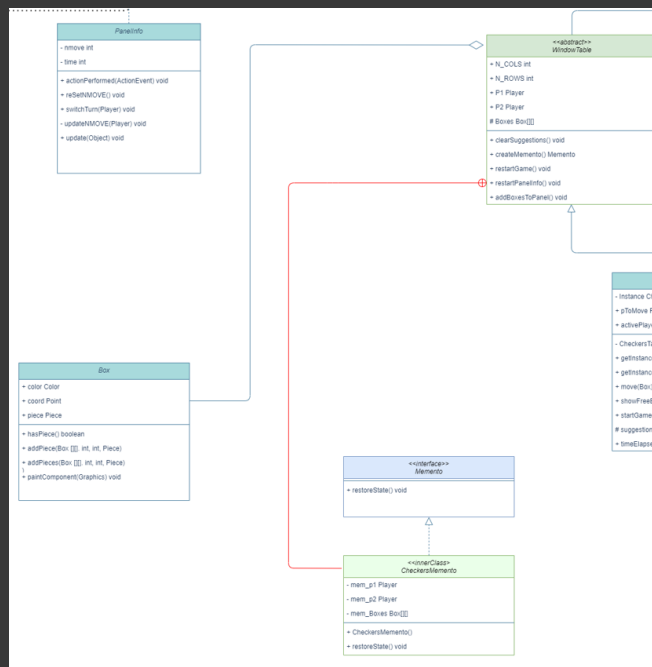 PanelInfo
- nmove int
- time int
+ actionPerformed(ActionEvent) void
+ reSetNMOVE() void
+ switchTurn(Player) void
- updateNMOVE(Player) void
+ update(Object) void
<<abstract>>
WindowTable
+ N_COLS int
+ N_ROWS int
+ P1 Player
+ P2 Player
# Boxes Box[][]
+ clearSuggestions() void
+ createMemento() Memento
+ restartGame() void
+ restartPanelInfo() void
+ addBoxesToPanel() void
- Instance
+ pToMove
+ activePlay
- CheckersTa
+ getInstanc
+ getInstanc
+ move(Box)
+ showFree
+ startGame
# suggestion
+ timeElapse
Box
+ color Color
+ coord Point
+ piece Piece
+ hasPiece() boolean
+ addPiece(Box [][], int, int, Piece)
+ addPieces(Box [][], int, int, Piece)
\
+ paintComponent(Graphics) void
<<interface>>
Memento
+ restoreState() void
<<innerClass>
CheckersMemento
- mem_p1 Player
- mem_p2 Player
- mem_Boxes Box[][]
+ CheckersMemento()
+ restoreState() void